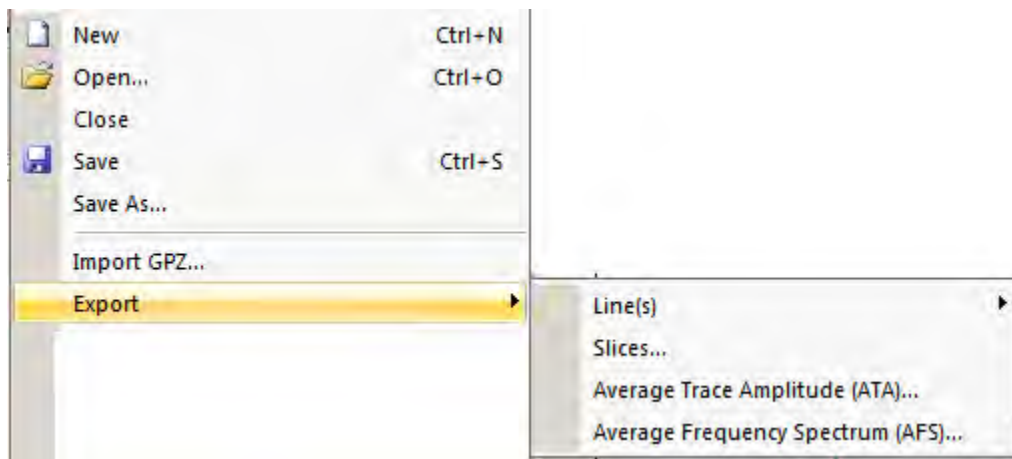 New Ctrl+N
Open... Ctrl+O
Close
Save Ctrl+S
Save As...
Import GPZ...
Export
Line(s)
Slices...
Average Trace Amplitude (ATA)...
Average Frequency Spectrum (AFS)...